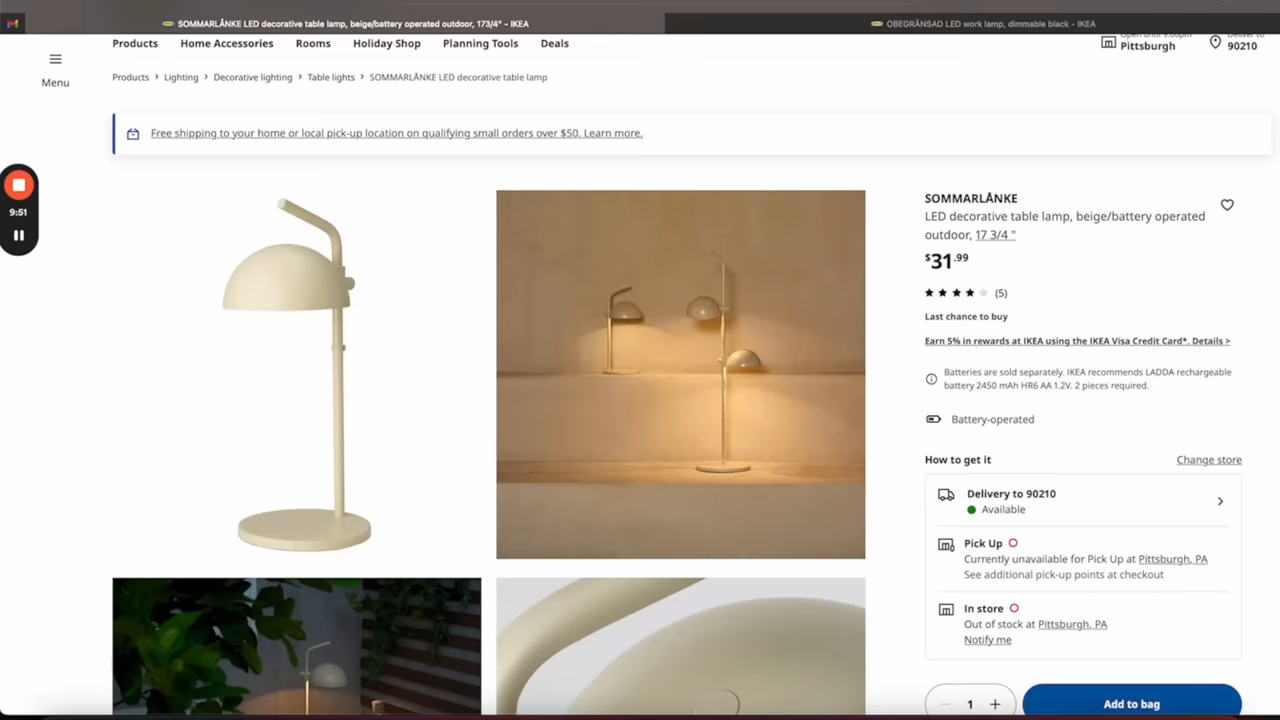 SOMMARLÅNKE LED decorative table lamp, beige/battery operated outdoor, 173/4" - IKEA
OBEGRÄNSAD LED work lamp, dimmable black - IKEA
Products
Home Accessories
Rooms
Holiday Shop
Planning Tools
Deals
Pittsburgh
90210
Menu
Products > Lighting > Decorative lighting > Table lights > SOMMARLÅNKE LED decorative table lamp
Free shipping to your home or local pick-up location on qualifying small orders over $50. Learn more.
9:51
SOMMARLÅNKE
LED decorative table lamp, beige/battery operated
outdoor, 17 3/4 "
$31.99
(5)
Last chance to buy
Earn 5% in rewards at IKEA using the IKEA Visa Credit Card*. Details >
Batteries are sold separately. IKEA recommends LADDA rechargeable
battery 2450 mAh HR6 AA 1.2V. 2 pieces required.
Battery-operated
How to get it
Change store
Delivery to 90210
Available
Pick Up
Currently unavailable for Pick Up at Pittsburgh, PA
See additional pick-up points at checkout
In store
Out of stock at Pittsburgh, PA
Notify me
1
Add to bag